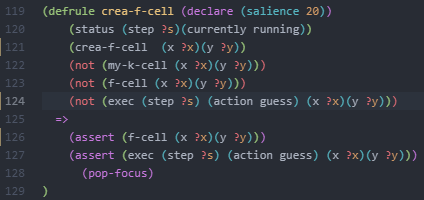 119 (defrule crea-f-cell (declare (salience 20))
120 (status (step ?s)(currently running))
121 (crea-f-cell (x ?x)(y ?y))
122 (not (my-k-cell (x ?x)(y ?y)))
123 (not (f-cell (x ?x)(y ?y)))
124 (not (exec (step ?s) (action guess) (x ?x)(y ?y)))
125 =>
126 (assert (f-cell (x ?x)(y ?y)))
127 (assert (exec (step ?s) (action guess) (x ?x)(y ?y)))
128 (pop-focus)
129 )